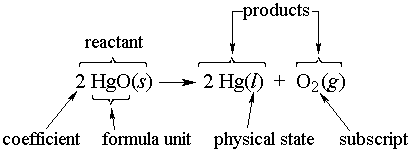 products
reactant
2 HgO(s) → 2 Hg(l) + O₂(g)
coefficient formula unit physical state subscript